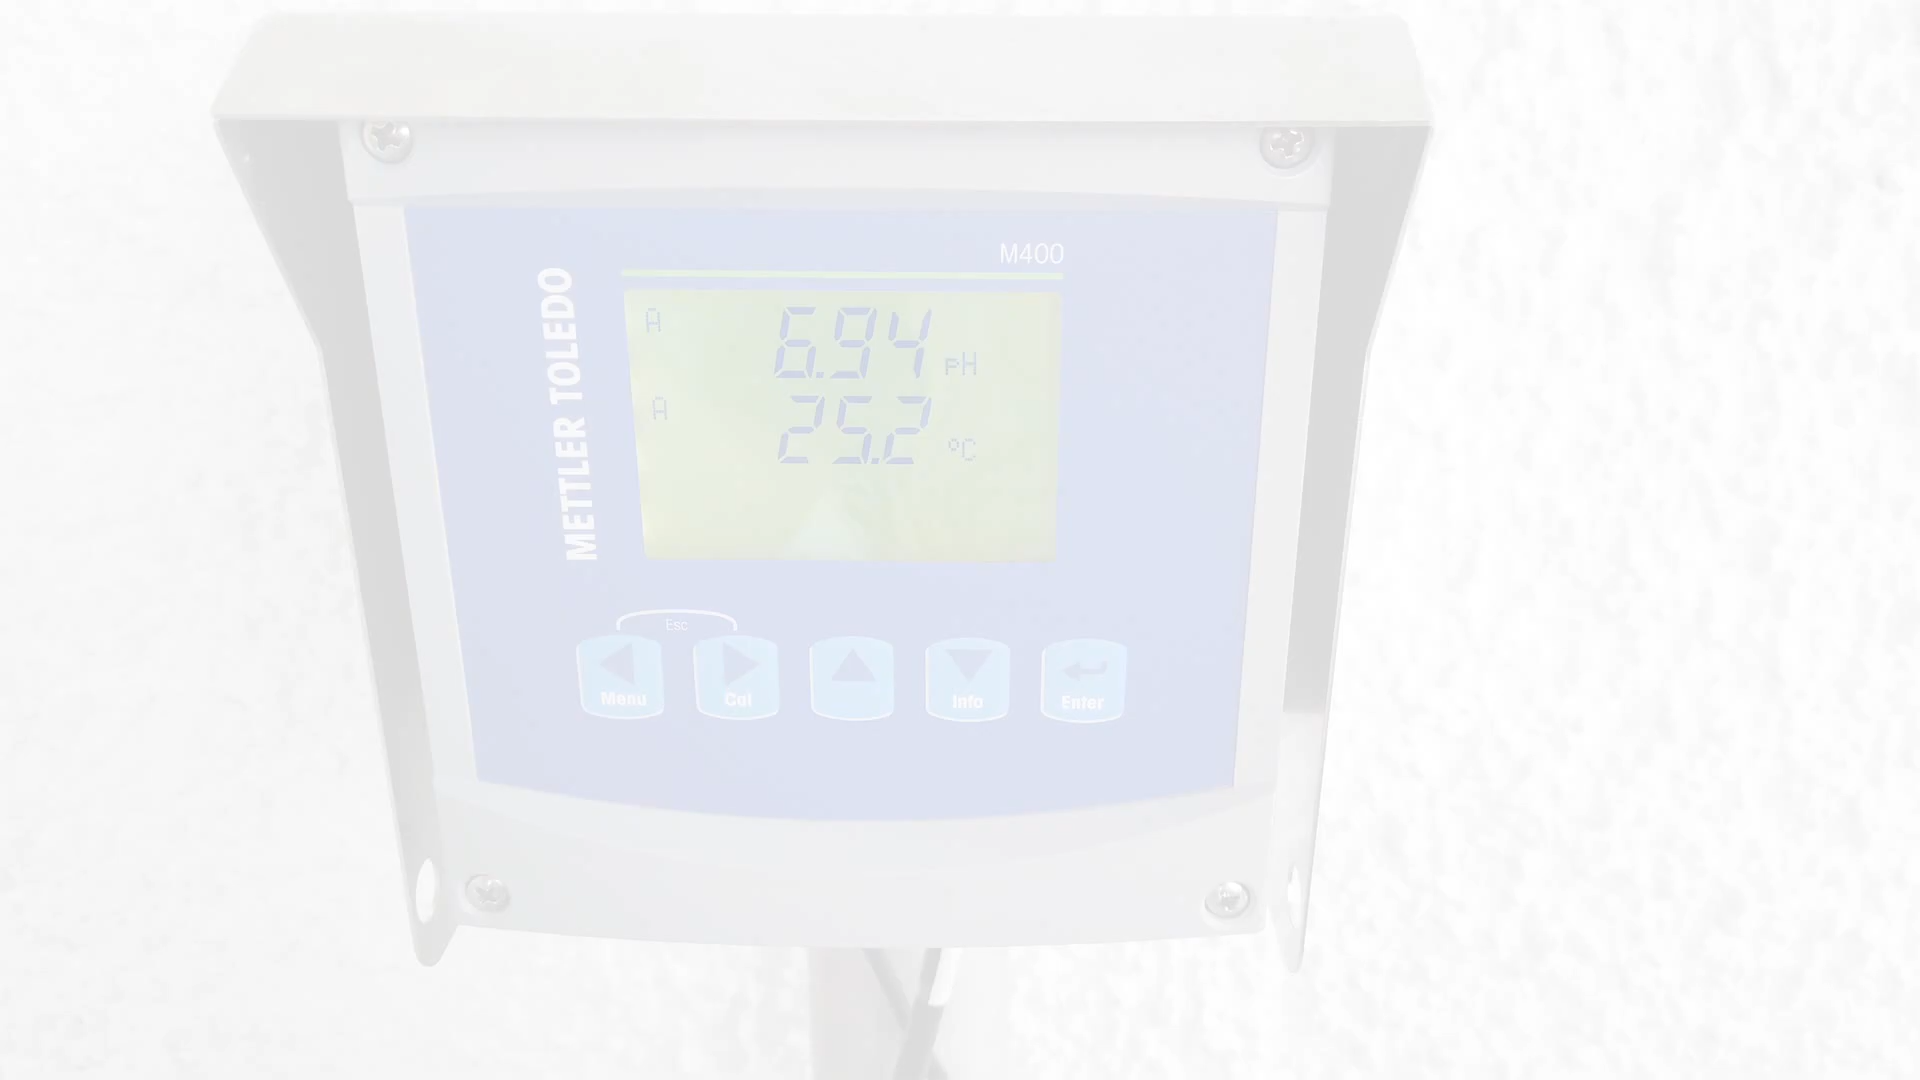 M400
METTLER TOLEDO
A 6.94 pH
A 25.2 °C
Esc
Menu Cal Info Enter